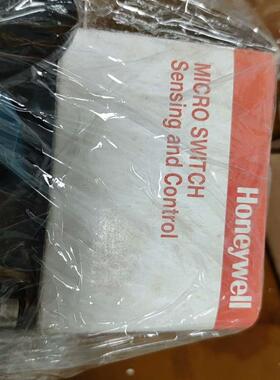 Honeywell
MICRO SWITCH
Sensing and Control